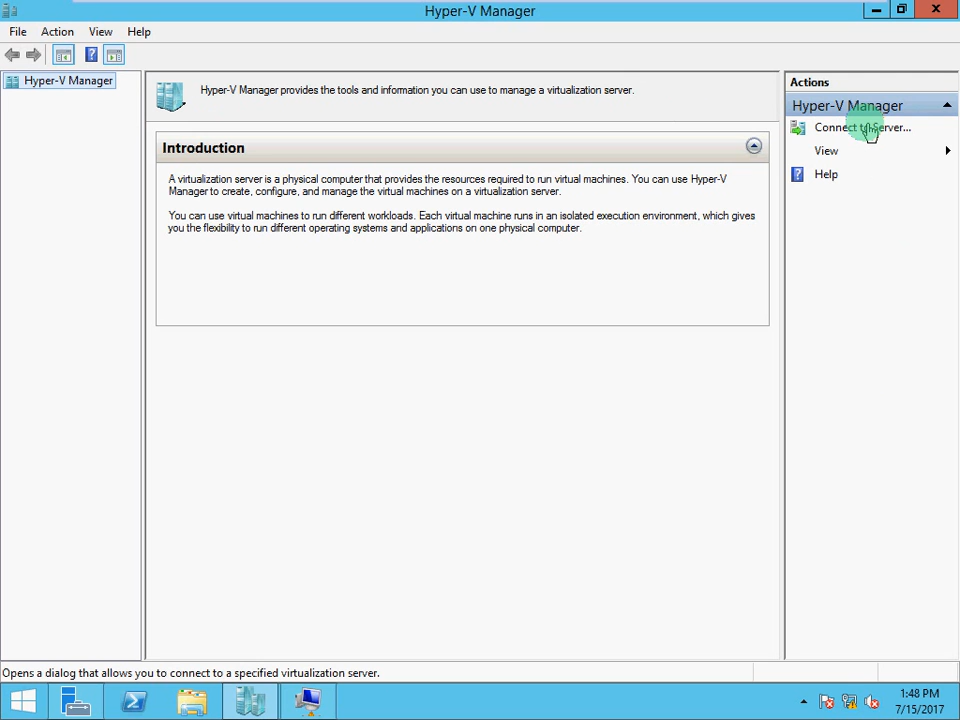 Hyper-V Manager
File Action View Help
Hyper-V Manager
Hyper-V Manager provides the tools and information you can use to manage a virtualization server.
Introduction
A virtualization server is a physical computer that provides the resources required to run virtual machines. You can use Hyper-V
Manager to create, configure, and manage the virtual machines on a virtualization server.
You can use virtual machines to run different workloads. Each virtual machine runs in an isolated execution environment, which gives
you the flexibility to run different operating systems and applications on one physical computer.
Actions
Hyper-V Manager
Connect to Server...
View
Help
Opens a dialog that allows you to connect to a specified virtualization server.
1:48 PM
7/15/2017